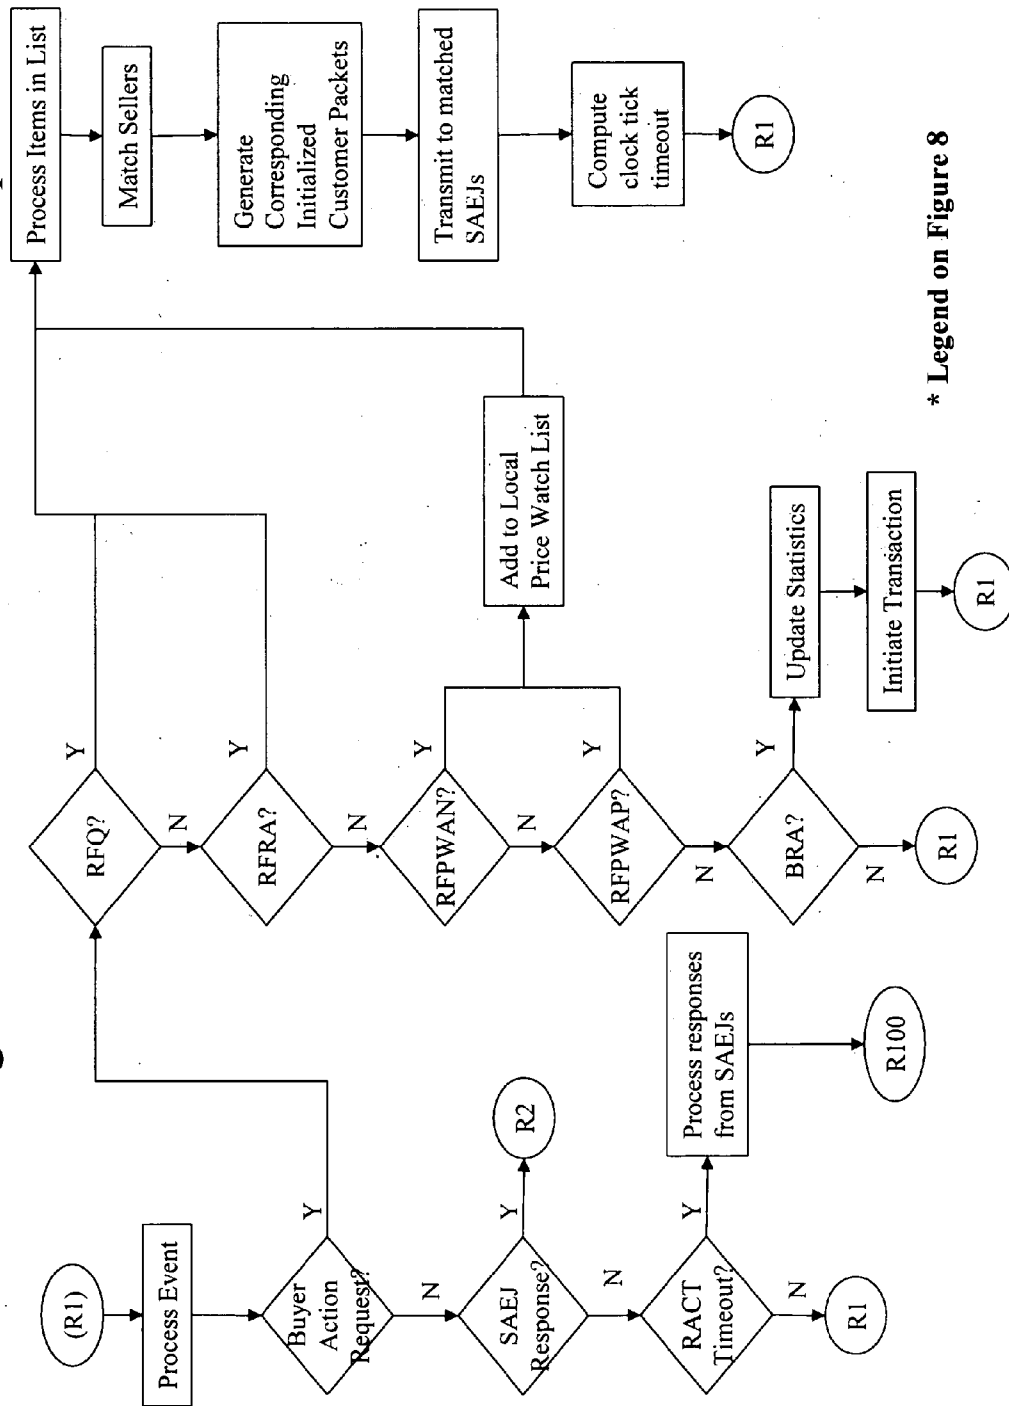 (R1)
Process Event
Buyer
Action
Request?
Y
N
SAEJ
Response?
Y
R2
N
RACT
Timeout?
Y
Process responses
from SAEJs
R100
N
R1
RFQ?
Y
N
RFRA?
Y
N
RFPWAN?
Y
N
RFPWAP?
Y
N
Add to Local
Price Watch List
BRA?
Y
N
R1
Update Statistics
Initiate Transaction
R1
Process Items in List
Match Sellers
Generate
Corresponding
Initialized
Customer Packets
Transmit to matched
SAEJs
Compute
clock tick
timeout
R1
* Legend on Figure 8